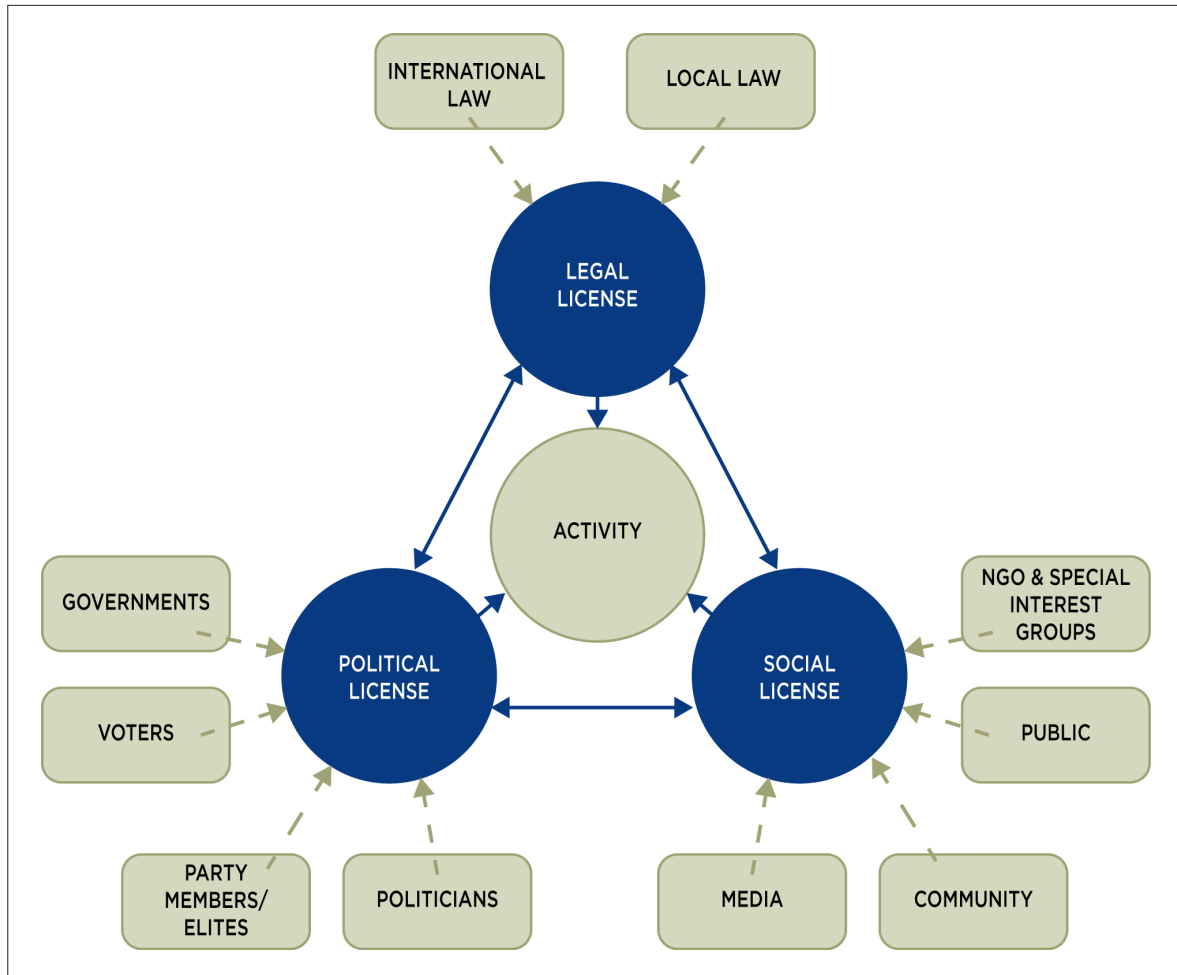 INTERNATIONAL
LAW
LOCAL LAW
LEGAL
LICENSE
ACTIVITY
GOVERNMENTS
VOTERS
POLITICAL
LICENSE
SOCIAL
LICENSE
NGO & SPECIAL
INTEREST
GROUPS
PUBLIC
PARTY
MEMBERS/
ELITES
POLITICIANS
MEDIA
COMMUNITY